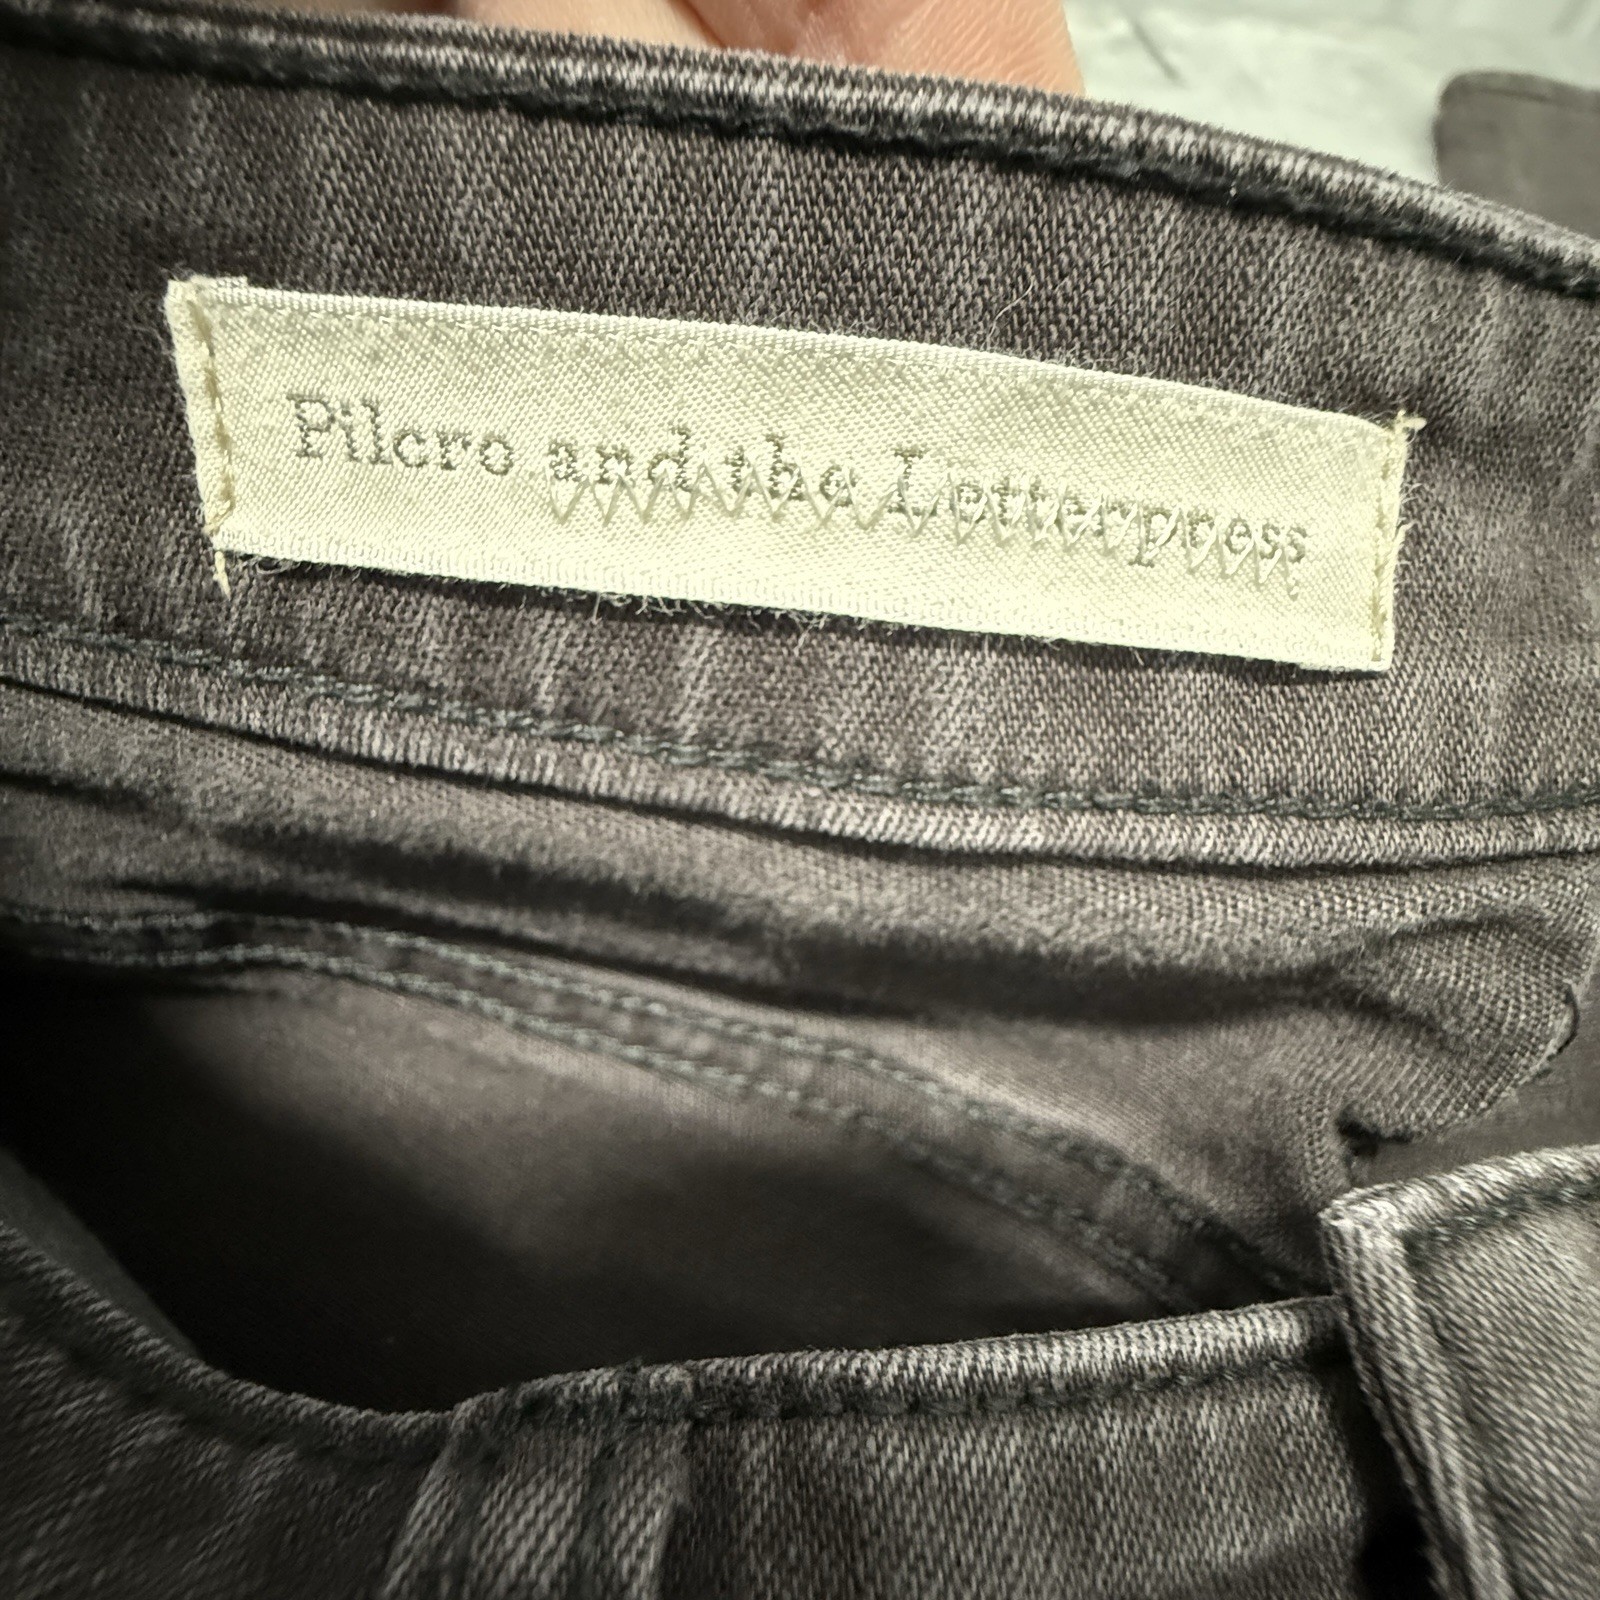 Pilcro and the Letterpress